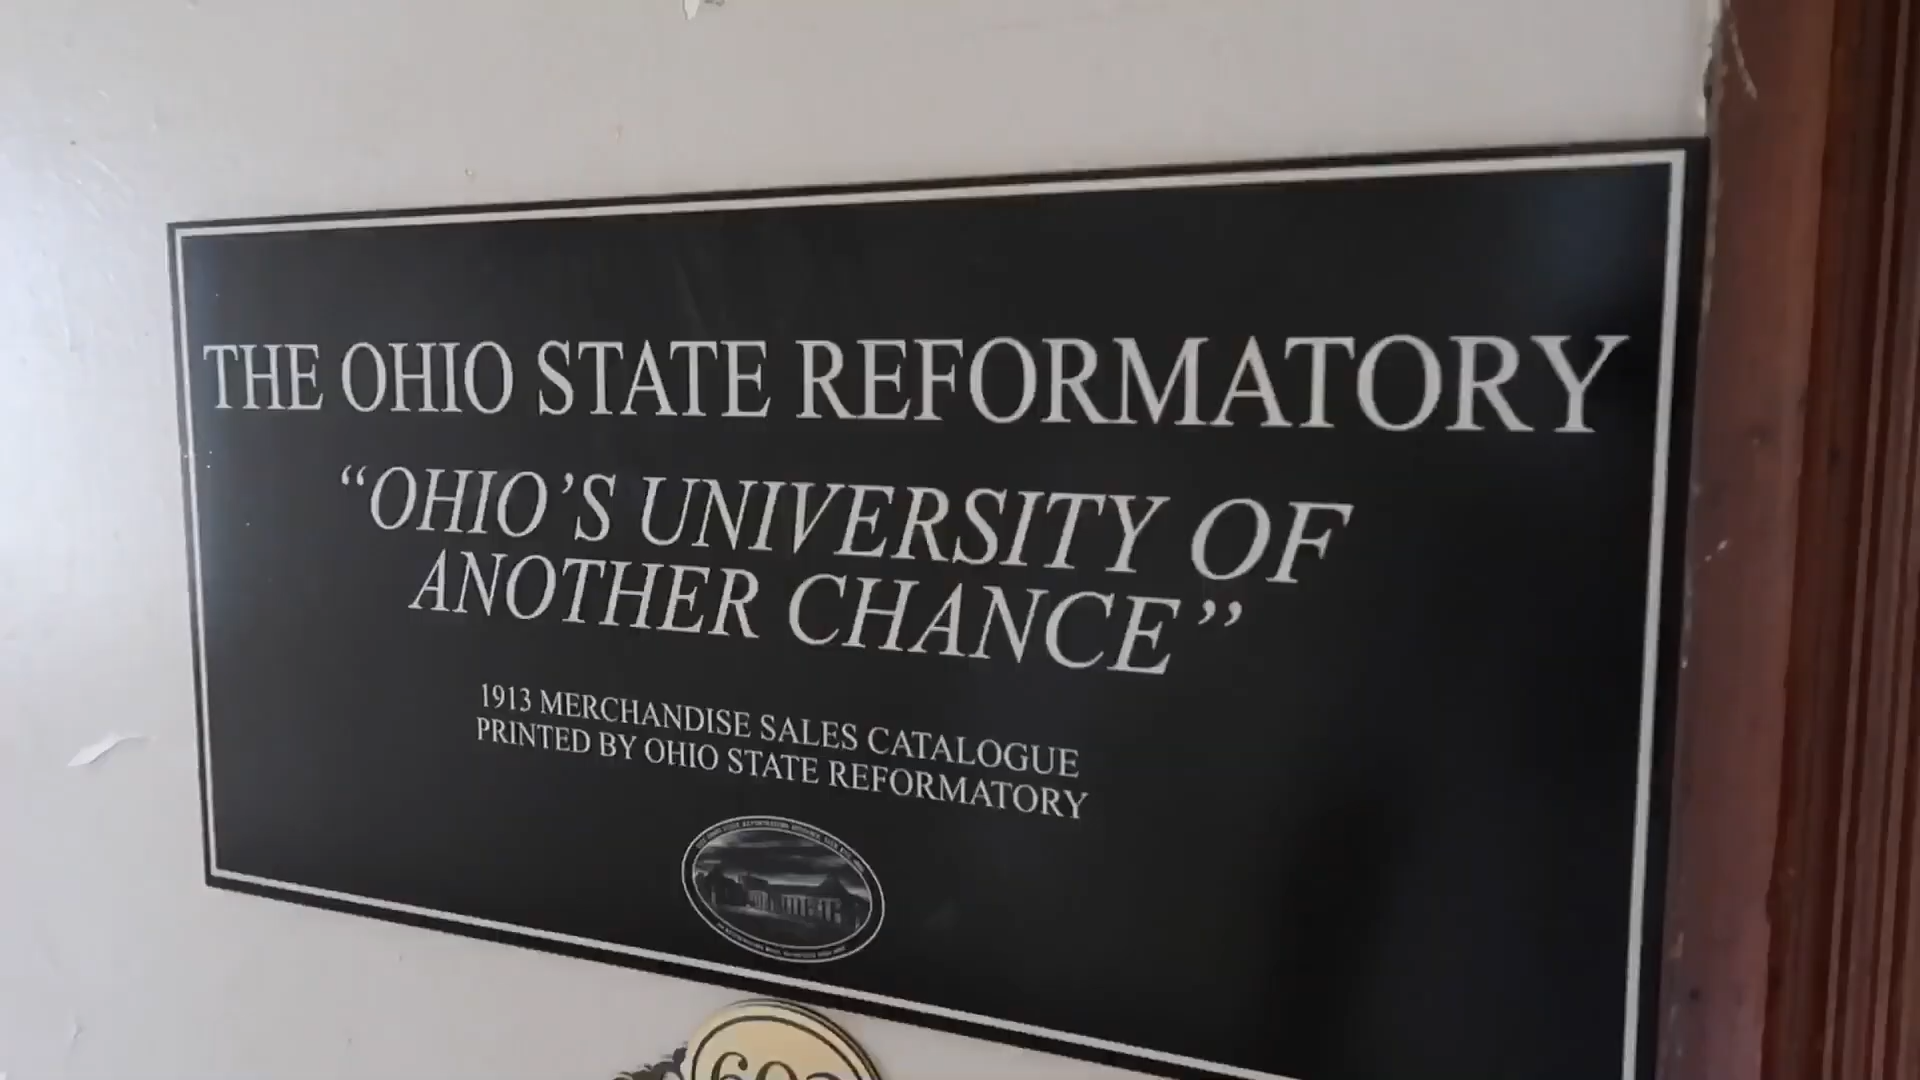 THE OHIO STATE REFORMATORY
“OHIO’S UNIVERSITY OF
ANOTHER CHANCE”
1913 MERCHANDISE SALES CATALOGUE
PRINTED BY OHIO STATE REFORMATORY